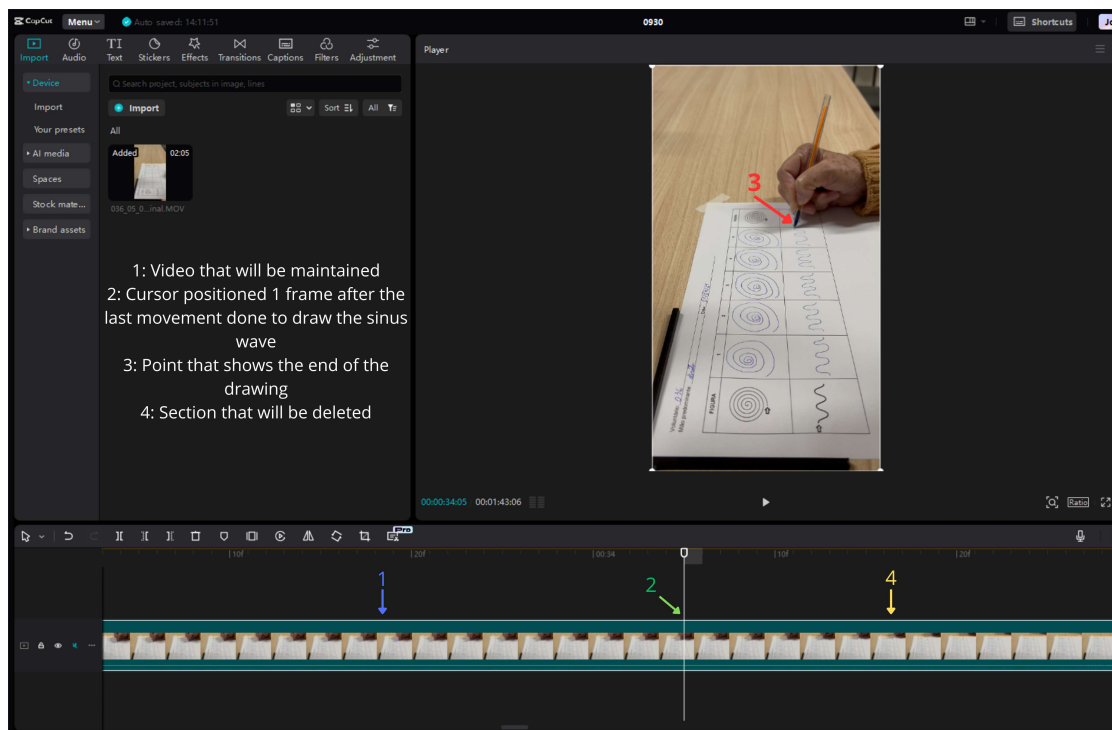 CapCut
Menu
Auto saved: 14:11:51
0930
Shortcuts
Import
Audio
TI
Text
Stickers
Effects
Transitions
Captions
Filters
Adjustment
Player
Device
Search project, subjects in image, lines
Import
Import
Sort
All
Your presets
All
AI media
Added
02:05
Spaces
Stock mate...
036_05_0...inal.MOV
Brand assets
3
1: Video that will be maintained
2: Cursor positioned 1 frame after the
last movement done to draw the sinus
wave
3: Point that shows the end of the
drawing
4: Section that will be deleted
FIGURA
00:00:34:05
00:01:43:06
Ratio
Pro
10f
20f
00:34
10f
20f
1
2
4